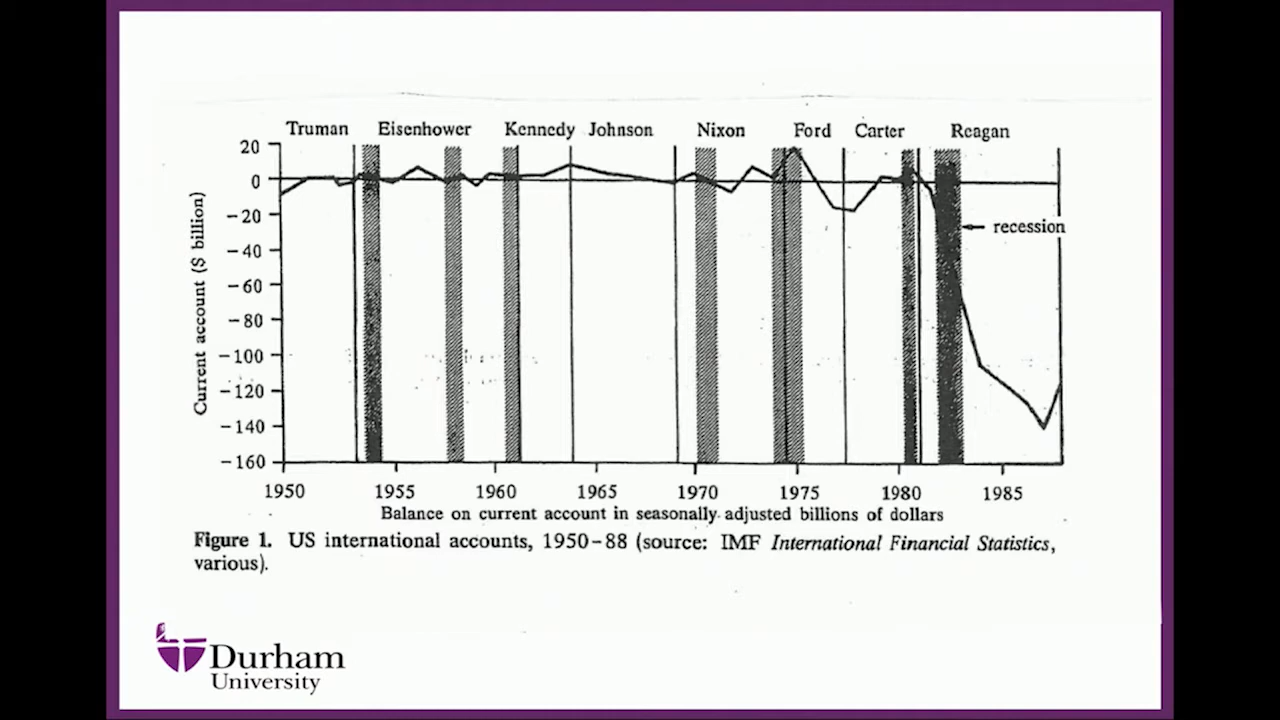 Truman Eisenhower Kennedy Johnson Nixon Ford Carter Reagan
20
0
−20
−40
−60
−80
−100
−120
−140
−160
Current account ($ billion)
recession
1950 1955 1960 1965 1970 1975 1980 1985
Balance on current account in seasonally adjusted billions of dollars
Figure 1. US international accounts, 1950–88 (source: IMF International Financial Statistics,
various).
Durham
University